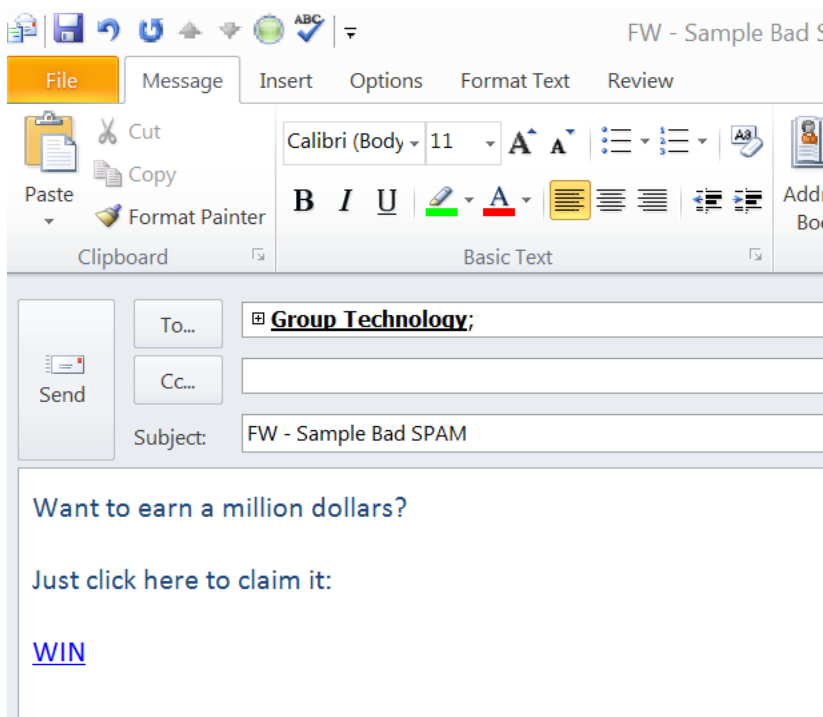 ABC
FW - Sample Bad
File Message Insert Options Format Text Review
Cut
Calibri (Body 11
Copy
Paste
Format Painter
B I U A
Clipboard
Basic Text
To...
Group Technology;
Send
Cc...
Subject:
FW - Sample Bad SPAM
Want to earn a million dollars?
Just click here to claim it:
WIN